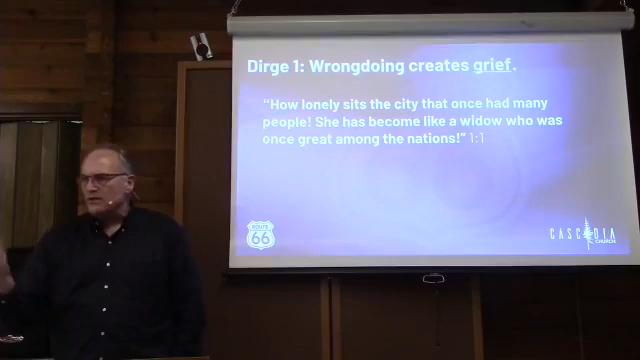 Dirge 1: Wrongdoing creates grief.
“How lonely sits the city that once had many
people! She has become like a widow who was
once great among the nations!” 1:1
ROUTE
66
CASCADIA
CHURCH